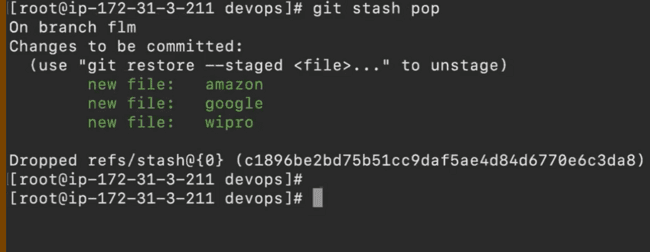 [root@ip-172-31-3-211 devops]# git stash pop
On branch flm
Changes to be committed:
  (use "git restore --staged <file>..." to unstage)
        new file:   amazon
        new file:   google
        new file:   wipro

Dropped refs/stash@{0} (c1896be2bd75b51cc9daf5ae4d84d6770e6c3da8)
[root@ip-172-31-3-211 devops]#
[root@ip-172-31-3-211 devops]#